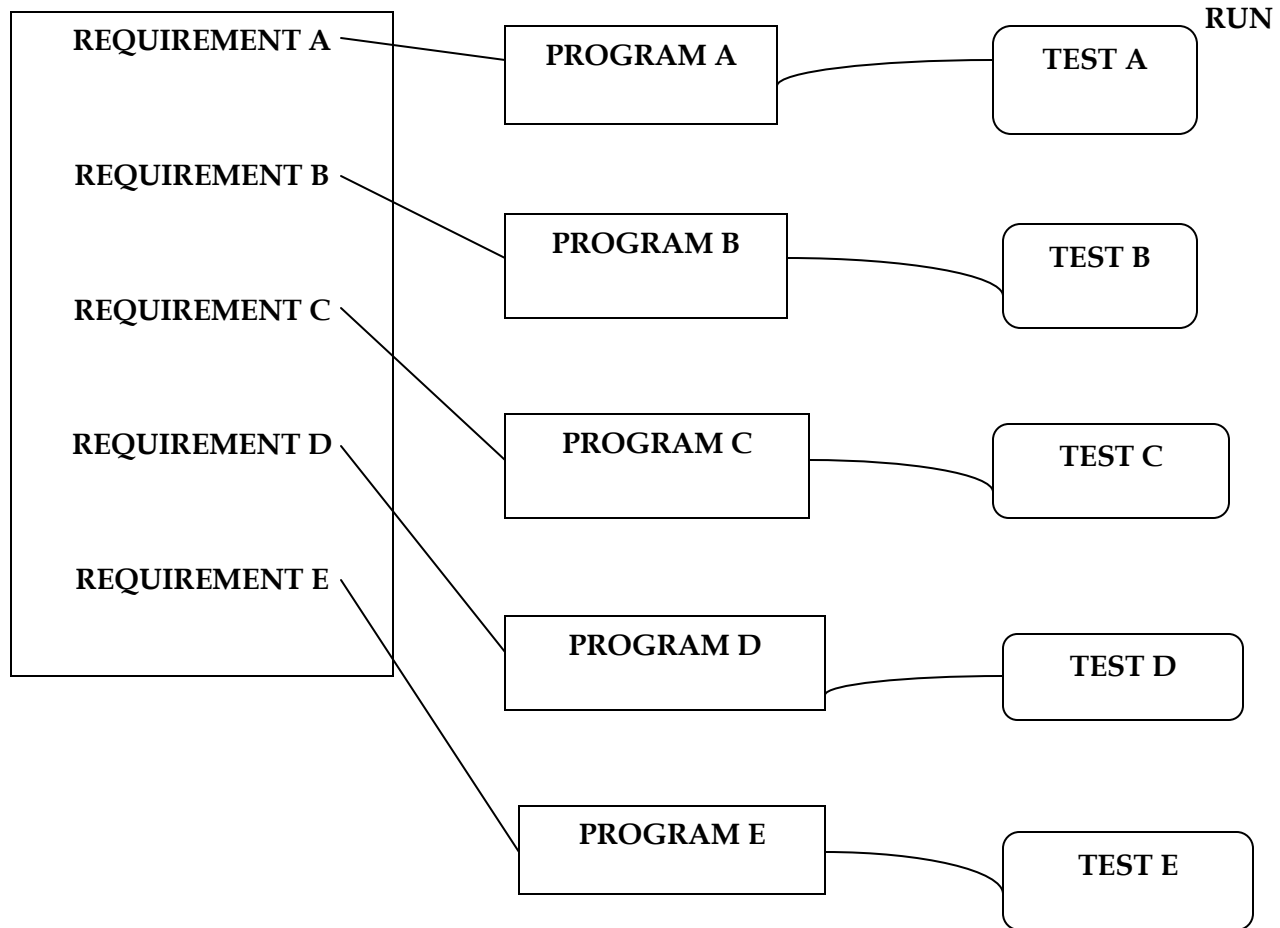 RUN
REQUIREMENT A
PROGRAM A
TEST A
REQUIREMENT B
PROGRAM B
TEST B
REQUIREMENT C
PROGRAM C
TEST C
REQUIREMENT D
PROGRAM D
TEST D
REQUIREMENT E
PROGRAM E
TEST E